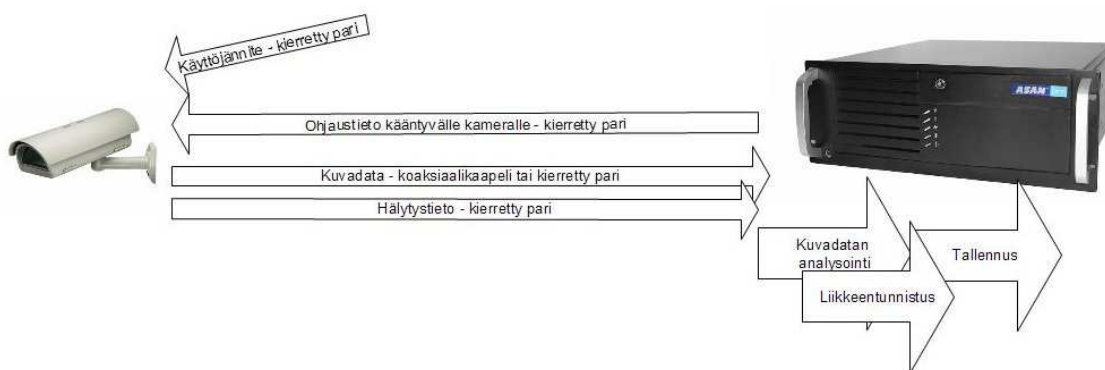 Käyttöjännite - kierretty pari
ASAN
Ohjaustieto kääntyvälle kameralle - kierretty pari
Kuvadata - koaksiaalikaapeli tai kierretty pari
Hälytystieto - kierretty pari
Kuvadatan
analysointi
Tallennus
Liikkeentunnistus